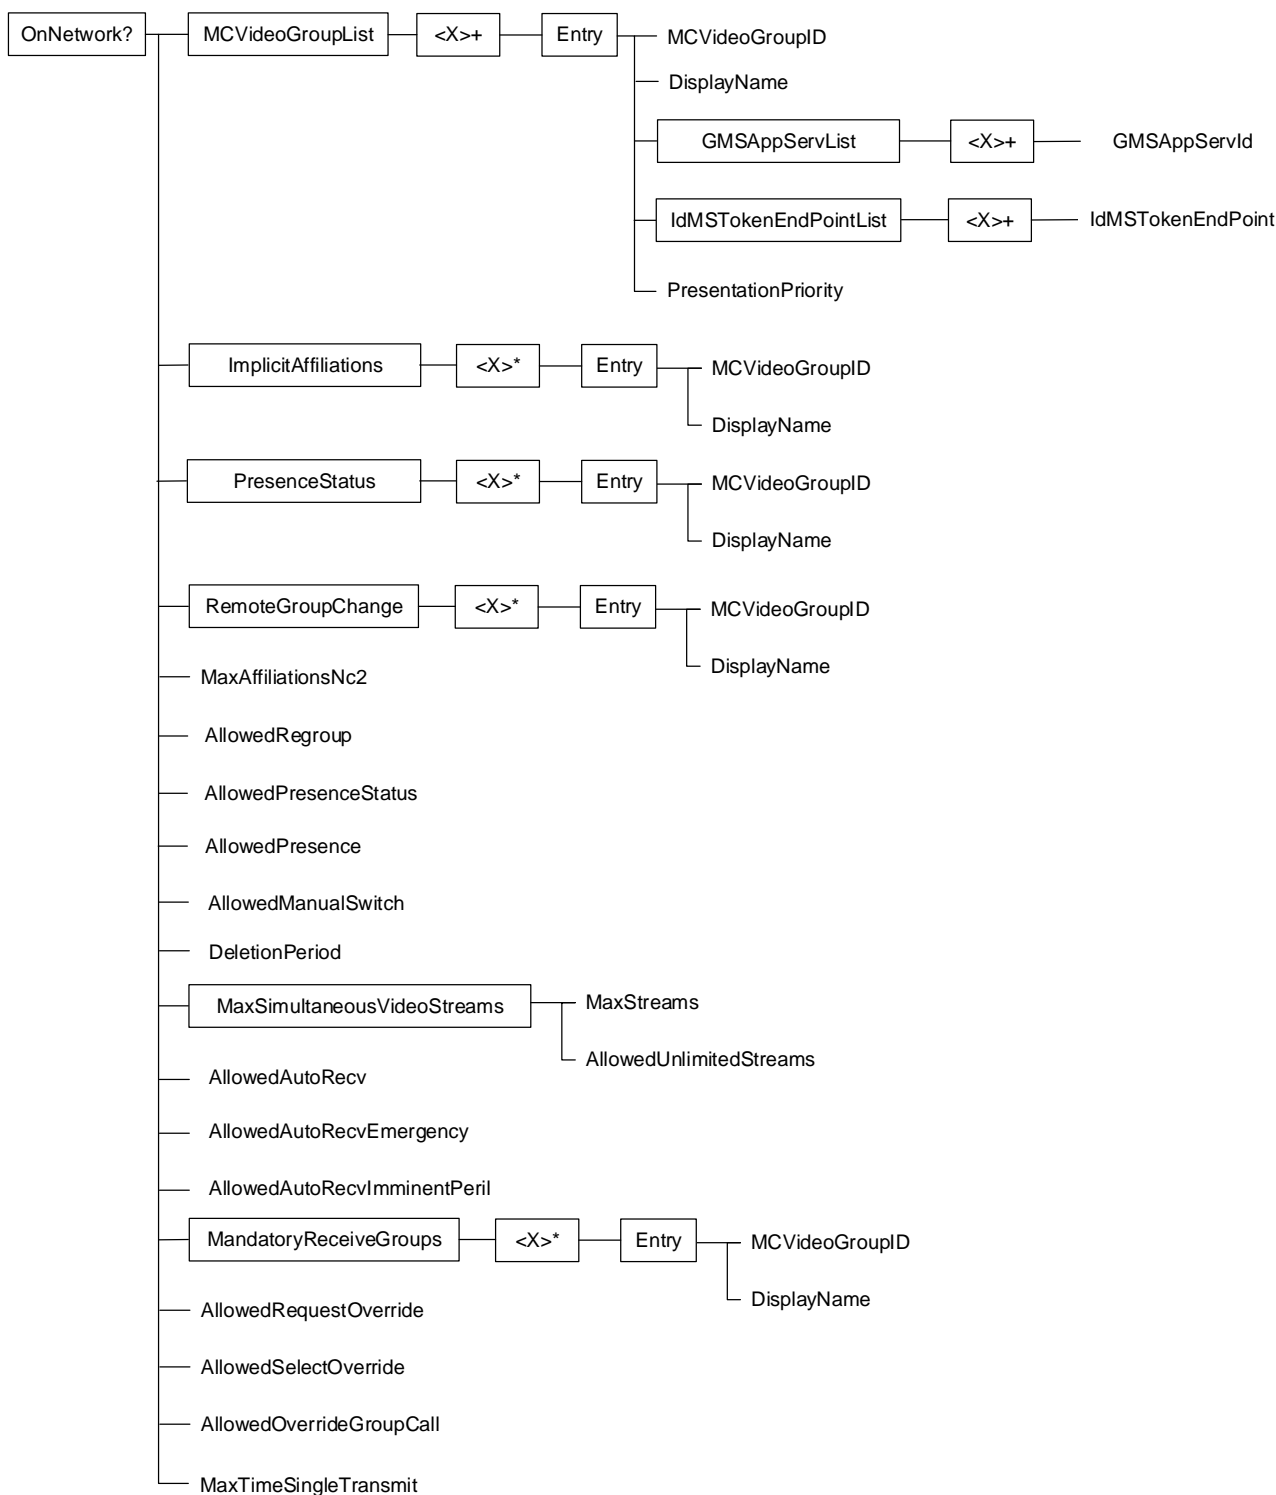 OnNetwork? MCVideoGroupList <X>+ Entry MCVideoGroupID
DisplayName
GMSAppServList <X>+ GMSAppServId
IdMSTokenEndPointList <X>+ IdMSTokenEndPoint
PresentationPriority
ImplicitAffiliations <X>* Entry MCVideoGroupID
DisplayName
PresenceStatus <X>* Entry MCVideoGroupID
DisplayName
RemoteGroupChange <X>* Entry MCVideoGroupID
DisplayName
MaxAffiliationsNc2
AllowedRegroup
AllowedPresenceStatus
AllowedPresence
AllowedManualSwitch
DeletionPeriod
MaxSimultaneousVideoStreams MaxStreams
AllowedUnlimitedStreams
AllowedAutoRecv
AllowedAutoRecvEmergency
AllowedAutoRecvImminentPeril
MandatoryReceiveGroups <X>* Entry MCVideoGroupID
DisplayName
AllowedRequestOverride
AllowedSelectOverride
AllowedOverrideGroupCall
MaxTimeSingleTransmit